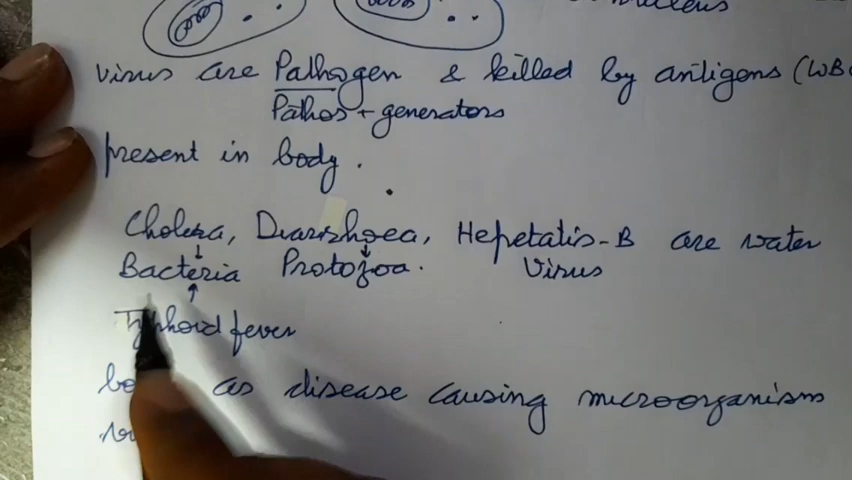 virus are Pathogen & killed by antigens (WB
Pathos + generators
present in body.
Cholera, Diarrhoea, Hepetatis-B are water
Bacteria Protozoa. Virus
Typhoid fever
as disease causing microorganism